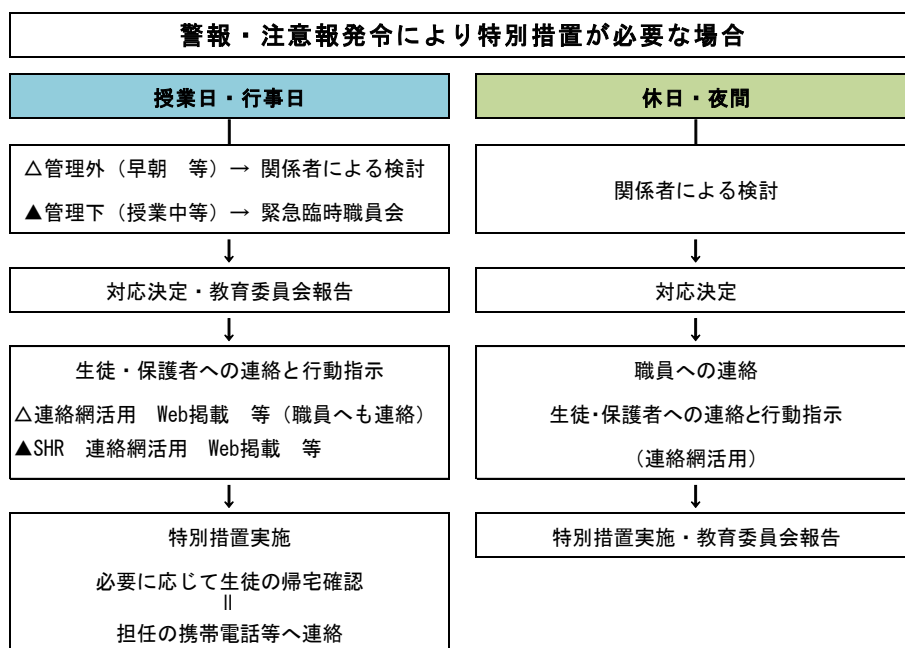 警報・注意報発令により特別措置が必要な場合
授業日・行事日
△管理外（早朝　等）→ 関係者による検討
▲管理下（授業中等）→ 緊急臨時職員会
↓
対応決定・教育委員会報告
↓
生徒・保護者への連絡と行動指示
△連絡網活用　Web掲載　等（職員へも連絡）
▲SHR　連絡網活用　Web掲載　等
↓
特別措置実施
必要に応じて生徒の帰宅確認
＝
担任の携帯電話等へ連絡
休日・夜間
関係者による検討
↓
対応決定
↓
職員への連絡
生徒・保護者への連絡と行動指示
（連絡網活用）
↓
特別措置実施・教育委員会報告